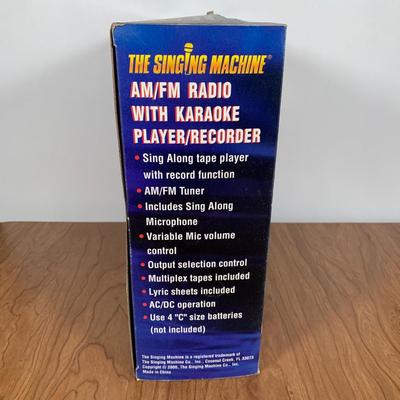 THE SINGING MACHINE®
AM/FM RADIO
WITH KARAOKE
PLAYER/RECORDER
• Sing Along tape player
with record function
• AM/FM Tuner
• Includes Sing Along
Microphone
• Variable Mic volume
control
• Output selection control
• Multiplex tapes included
• Lyric sheets included
• AC/DC operation
• Use 4 "C" size batteries
(not included)
The Singing Machine is a registered trademark of
The Singing Machine Co., Inc., Coconut Creek, FL 33073
Copyright © 2000, The Singing Machine Co., Inc.
Made in China